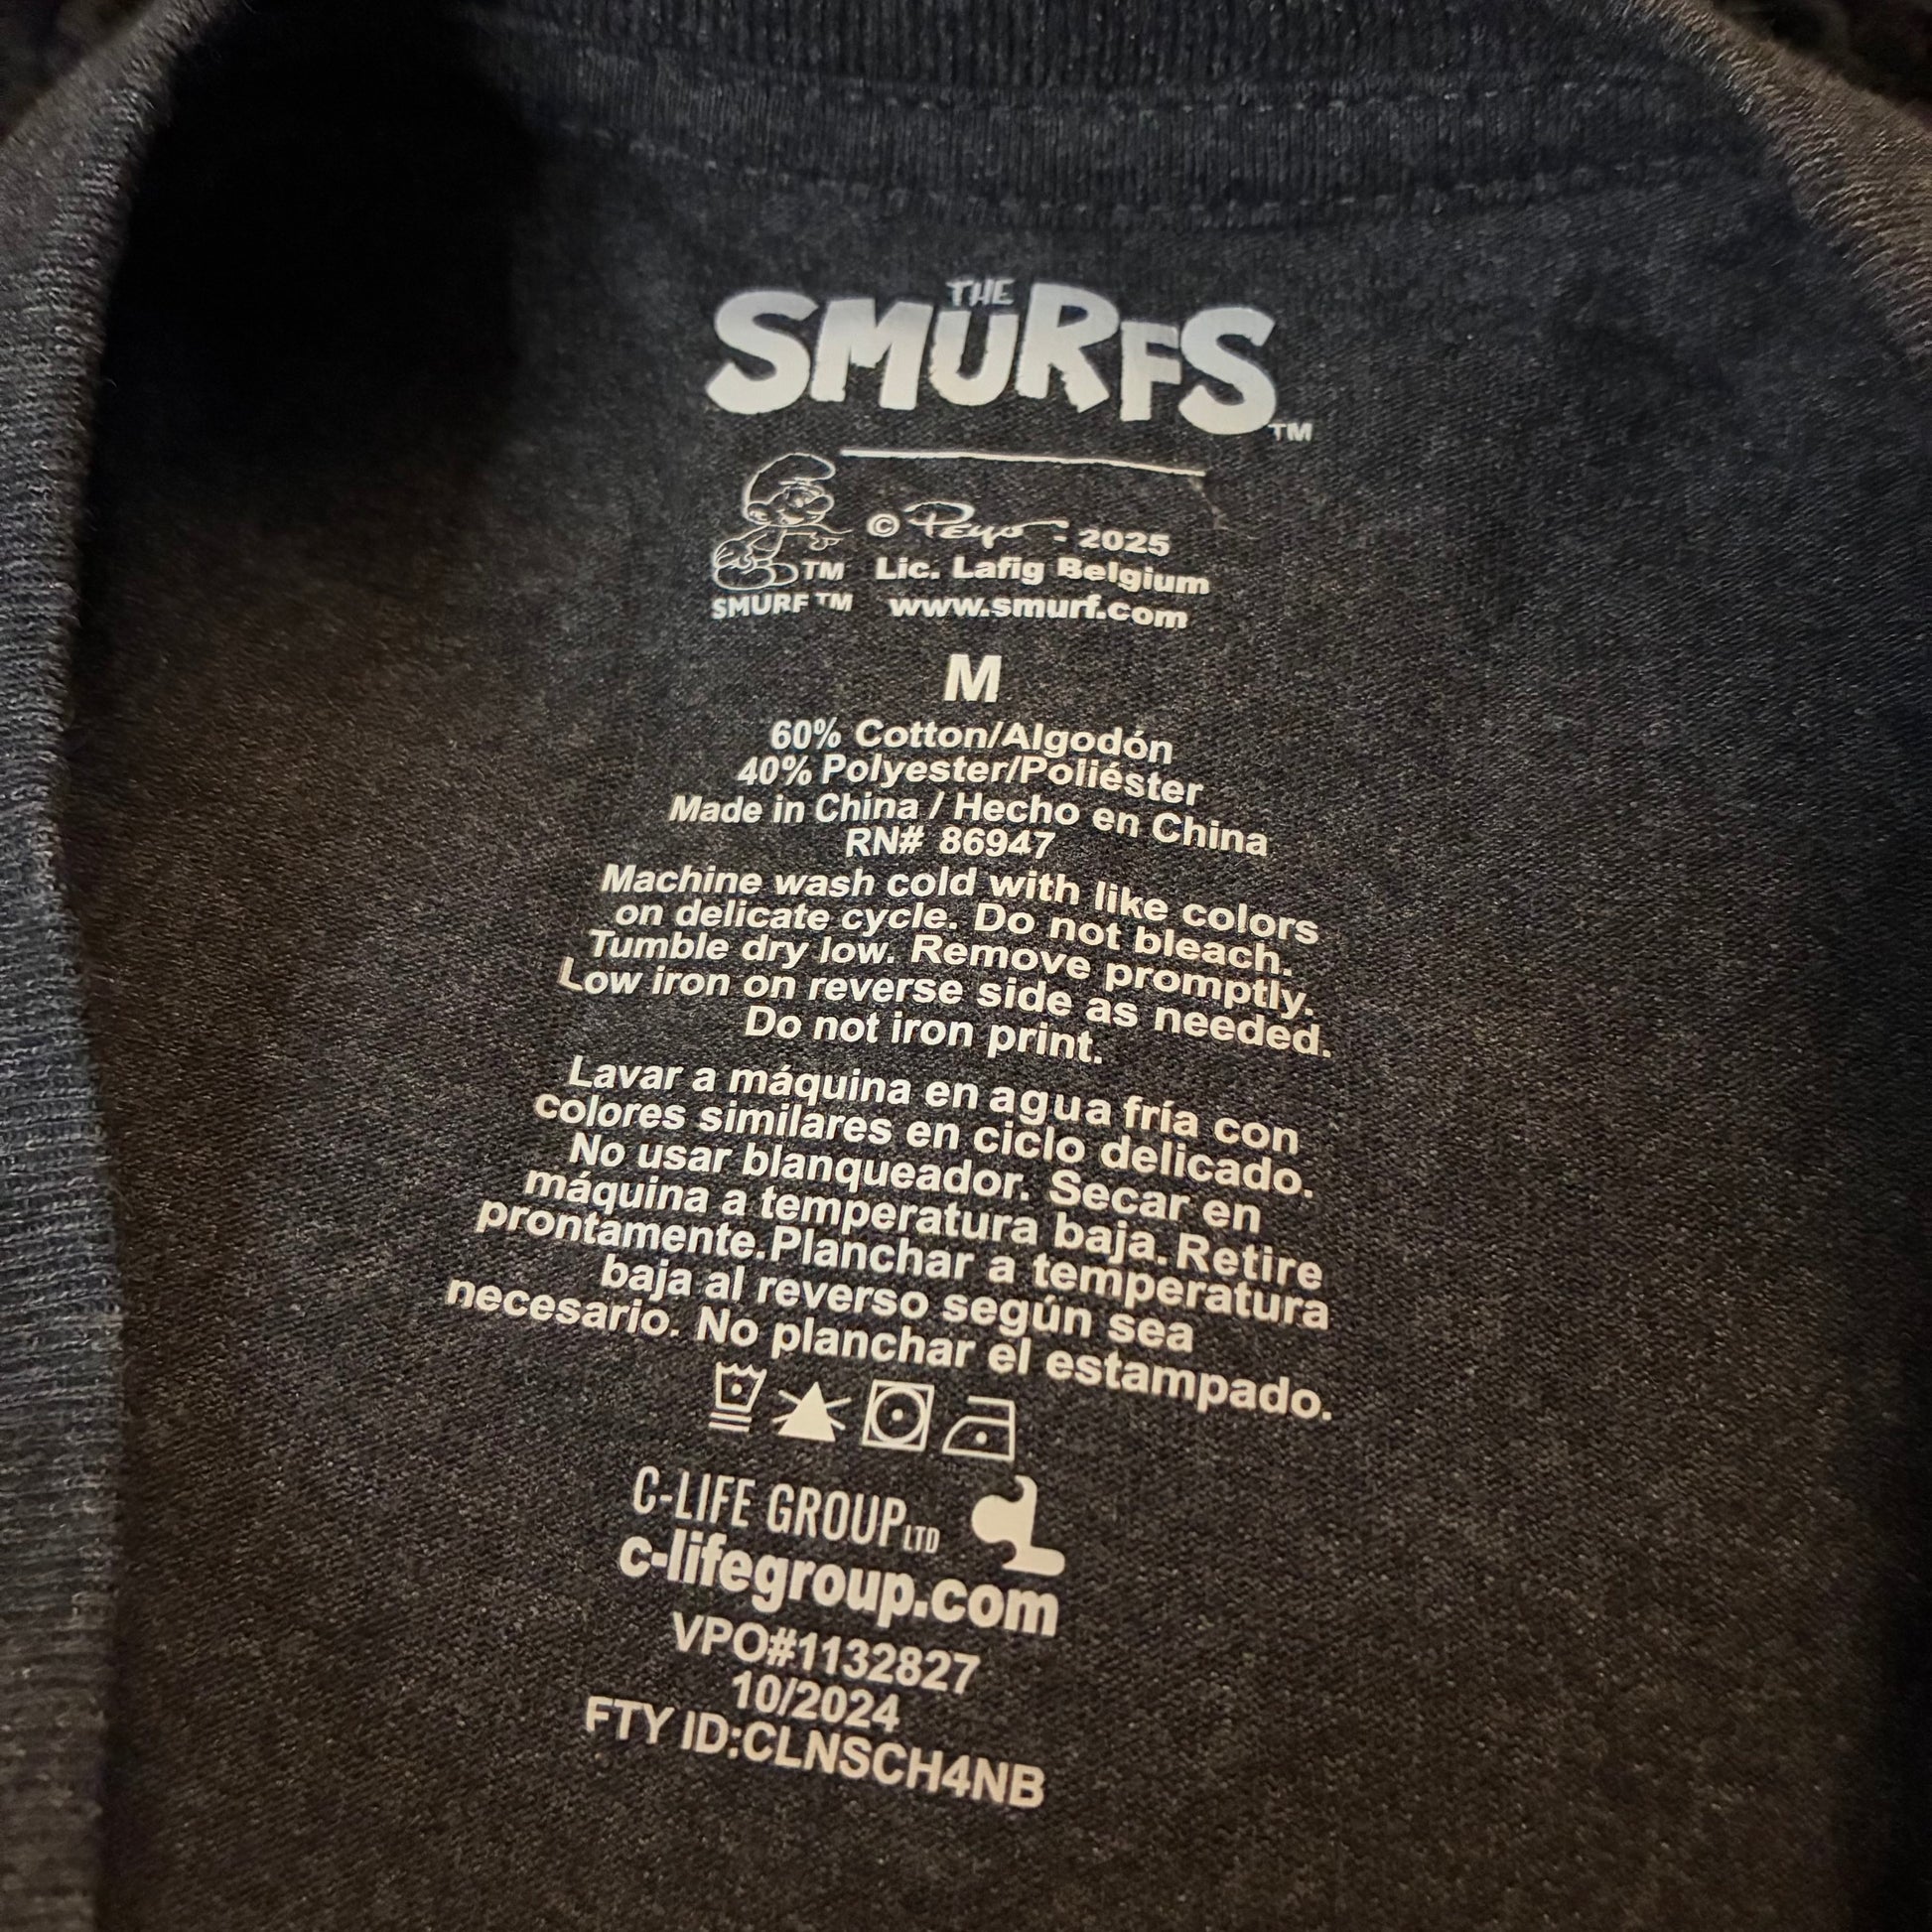 THE
SMURFS™
© Peyo - 2025
™ Lic. Lafig Belgium
SMURF™ www.smurf.com
M
60% Cotton/Algodón
40% Polyester/Poliéster
Made in China / Hecho en China
RN# 86947
Machine wash cold with like colors
on delicate cycle. Do not bleach.
Tumble dry low. Remove promptly.
Low iron on reverse side as needed.
Do not iron print.
Lavar a máquina en agua fría con
colores similares en ciclo delicado.
No usar blanqueador. Secar en
máquina a temperatura baja. Retire
prontamente.Planchar a temperatura
baja al reverso según sea
necesario. No planchar el estampado.
C-LIFE GROUP LTD
c-lifegroup.com
VPO#1132827
10/2024
FTY ID:CLNSCH4NB